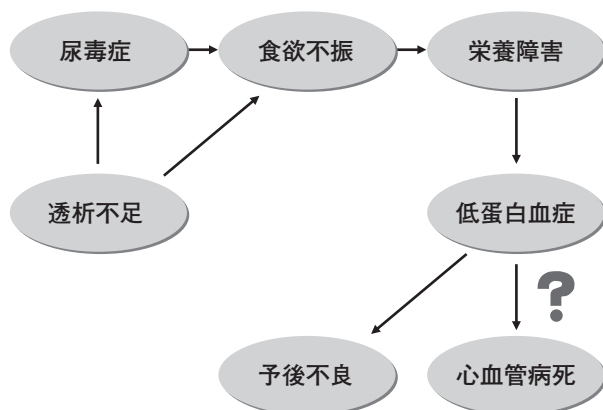 尿毒症
食欲不振
栄養障害
透析不足
低蛋白血症
?
予後不良
心血管病死